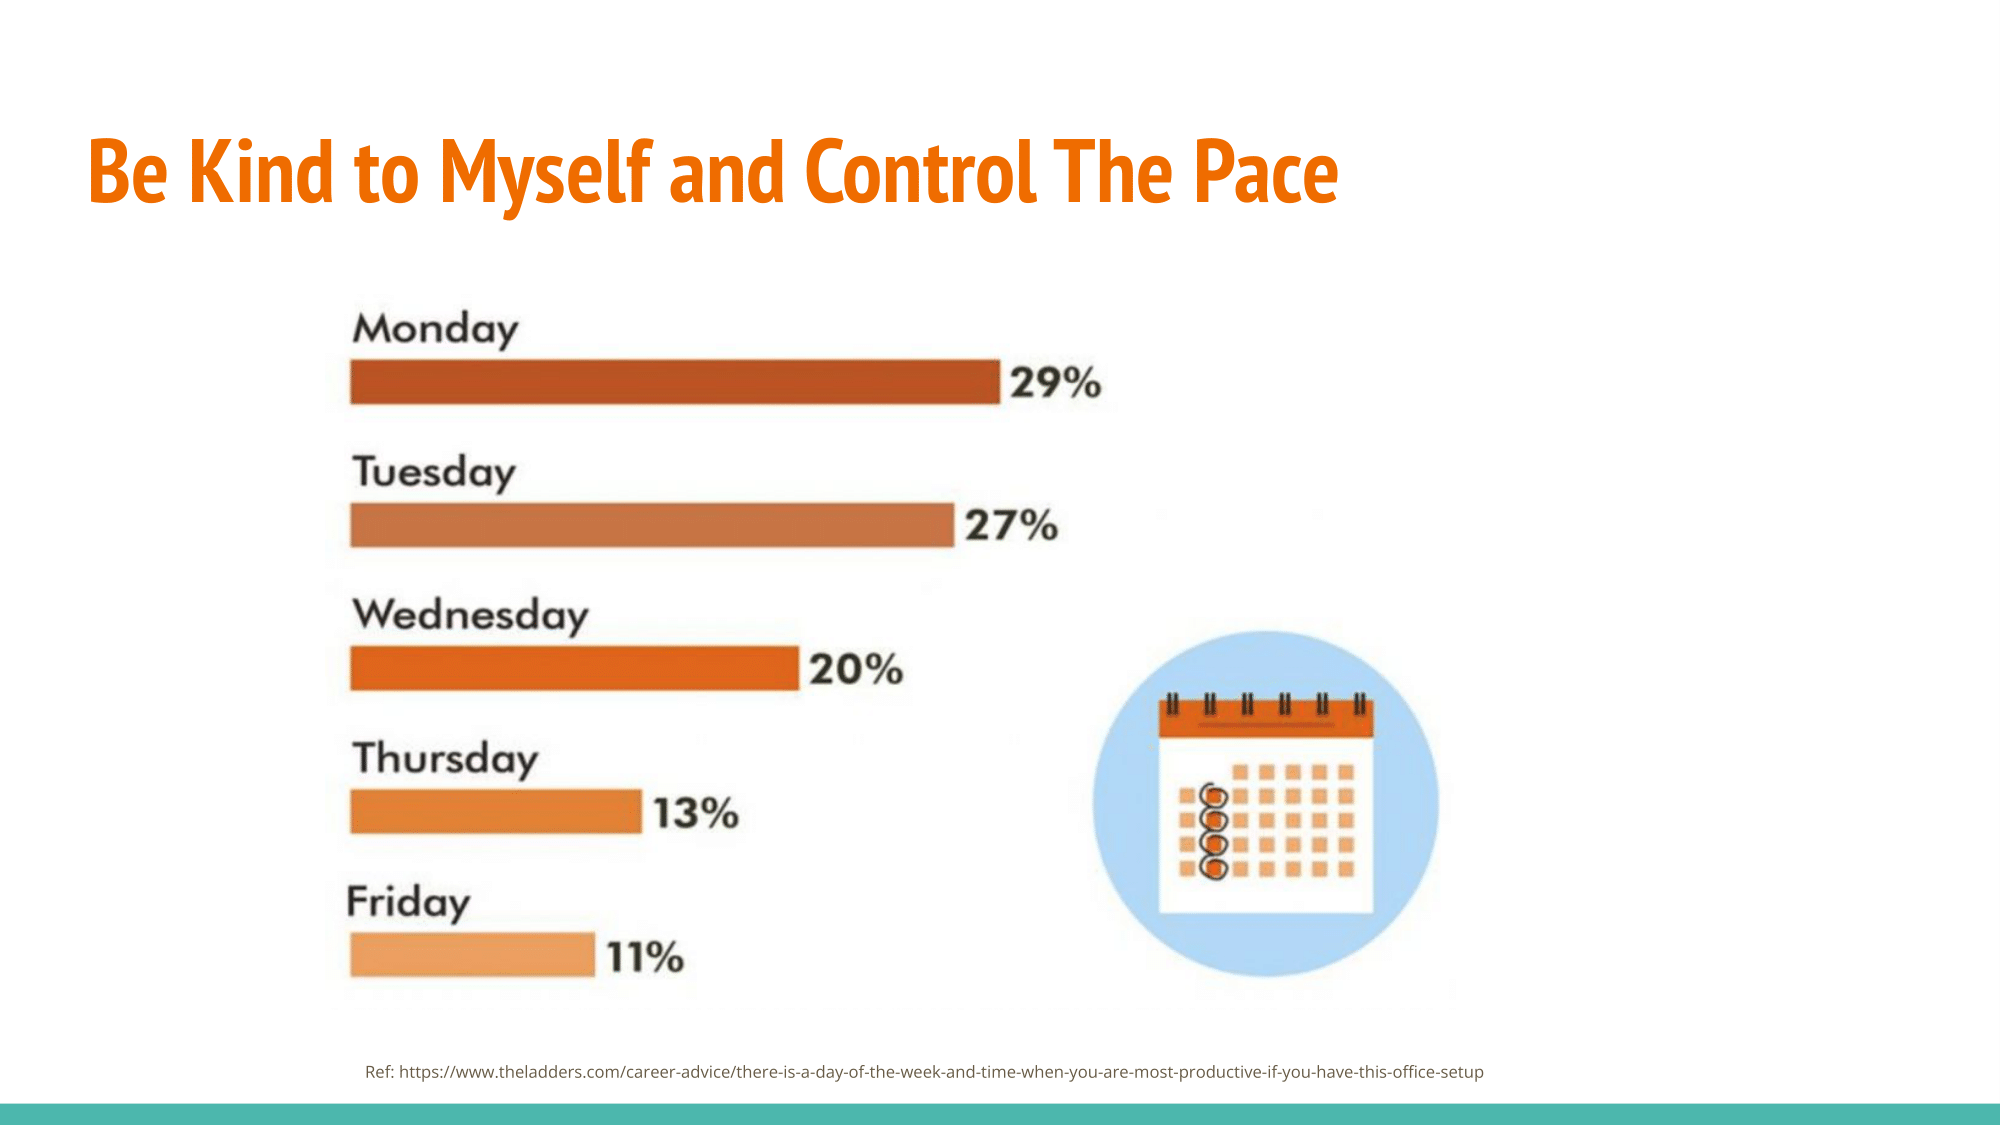 Be Kind to Myself and Control The Pace
Monday
29%
Tuesday
27%
Wednesday
20%
Thursday
13%
Friday
11%
Ref: https://www.theladders.com/career-advice/there-is-a-day-of-the-week-and-time-when-you-are-most-productive-if-you-have-this-office-setup